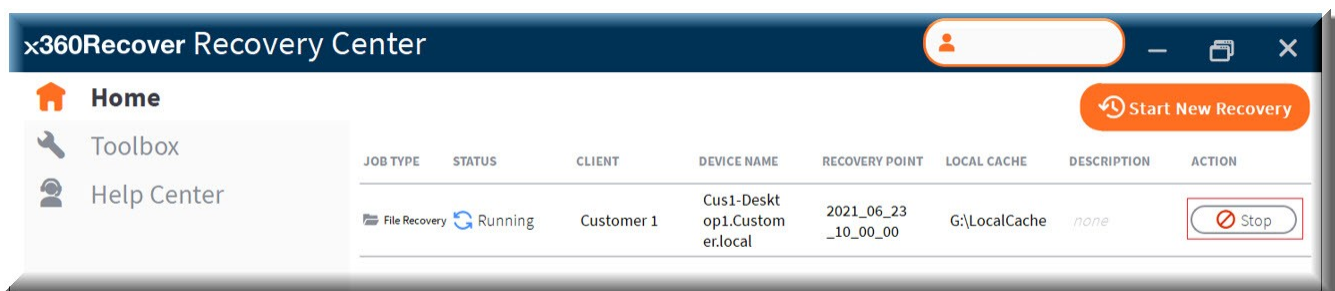 x360Recover Recovery Center
Home
Start New Recovery
Toolbox
Help Center
JOB TYPE STATUS CLIENT DEVICE NAME RECOVERY POINT LOCAL CACHE DESCRIPTION ACTION
File Recovery Running Customer 1 Cus1-Deskt
op1.Custom
er.local 2021_06_23
_10_00_00 G:\LocalCache none Stop